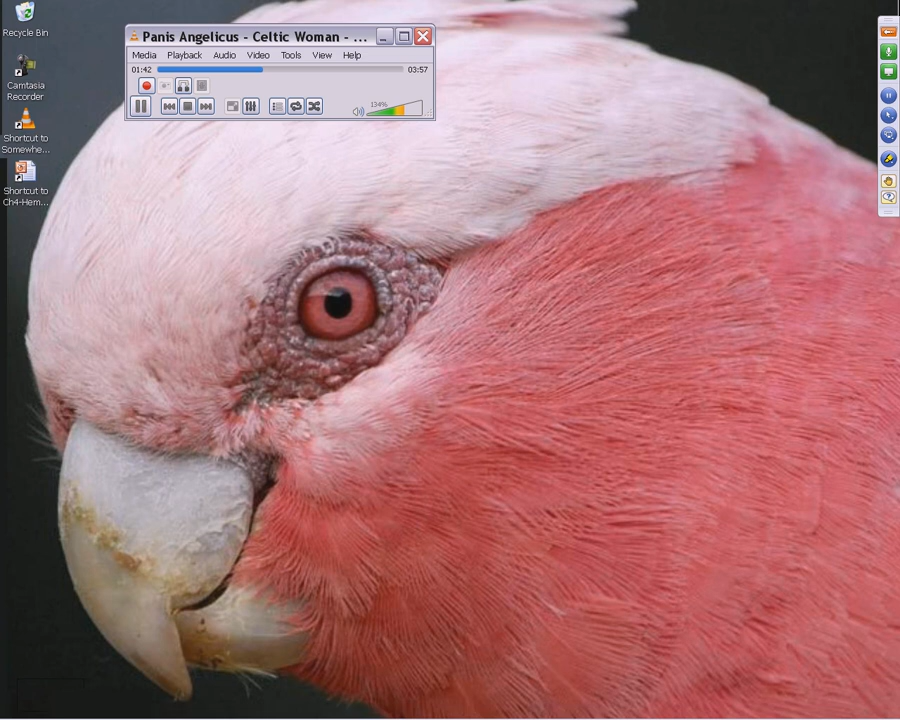 Recycle Bin
Camtasia
Recorder
Shortcut to
Somewhe...
Shortcut to
Ch4-Hem...
Panis Angelicus - Celtic Woman - ...
Media Playback Audio Video Tools View Help
01:42 03:57
134%